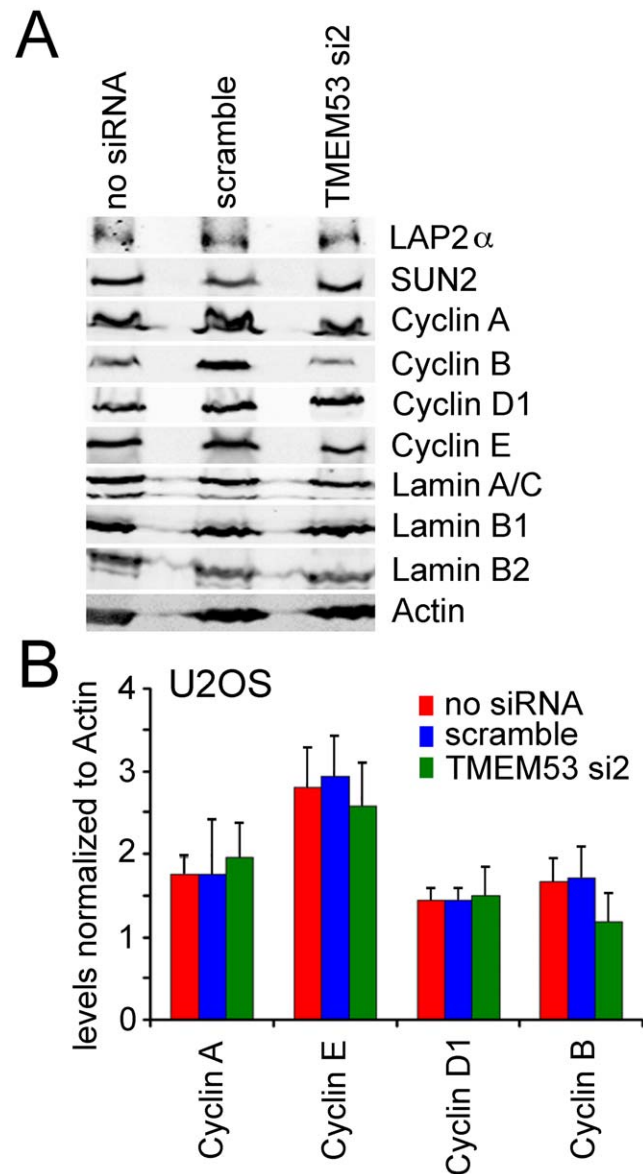 A
no siRNA
scramble
TMEM53 si2
LAP2α
SUN2
Cyclin A
Cyclin B
Cyclin D1
Cyclin E
Lamin A/C
Lamin B1
Lamin B2
Actin
B
U2OS
levels normalized to Actin
4
3
2
1
0
no siRNA
scramble
TMEM53 si2
Cyclin A
Cyclin E
Cyclin D1
Cyclin B